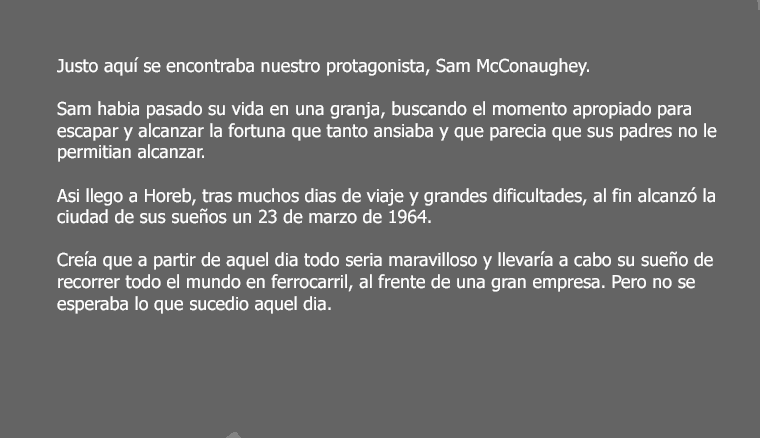 Justo aquí se encontraba nuestro protagonista, Sam McConaughey.
Sam habia pasado su vida en una granja, buscando el momento apropiado para
escapar y alcanzar la fortuna que tanto ansiaba y que parecia que sus padres no le
permitian alcanzar.
Asi llego a Horeb, tras muchos dias de viaje y grandes dificultades, al fin alcanzó la
ciudad de sus sueños un 23 de marzo de 1964.
Creía que a partir de aquel dia todo seria maravilloso y llevaría a cabo su sueño de
recorrer todo el mundo en ferrocarril, al frente de una gran empresa. Pero no se
esperaba lo que sucedio aquel dia.